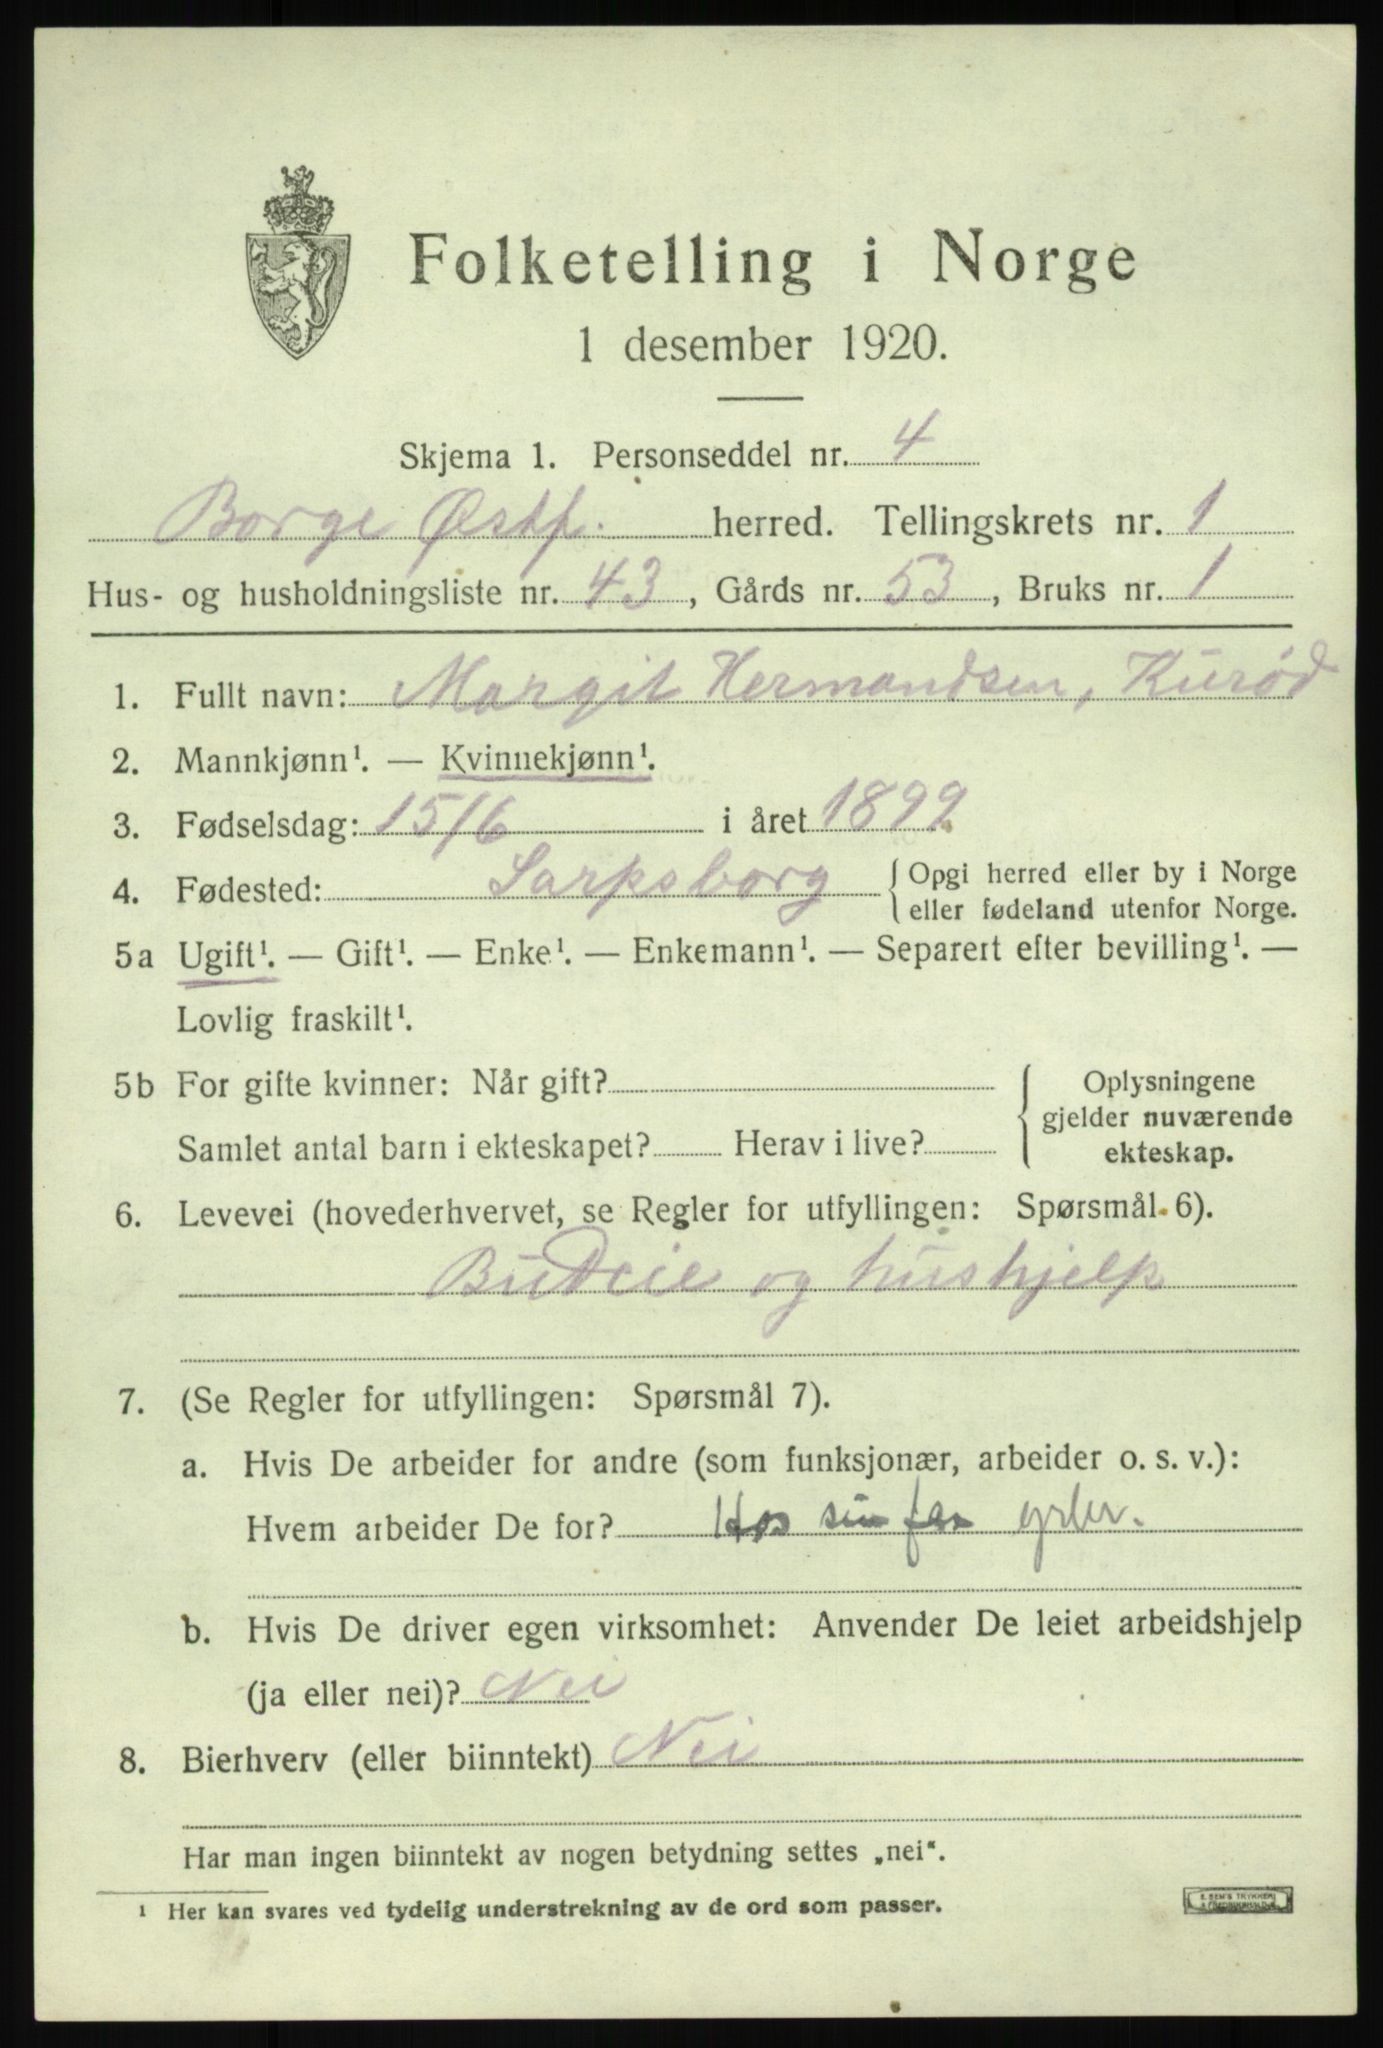 Folketelling i Norge
1 desember 1920.
Skjema 1. Personseddel nr. 4
Borge Østf. herred. Tellingskrets nr. 1
Hus- og husholdningsliste nr. 43, Gårds nr. 53, Bruks nr. 1
1. Fullt navn: Margit Hermandsen, Kurød
2. Mannkjønn¹. — Kvinnekjønn¹.
3. Fødselsdag: 15/6 i året 1899
4. Fødested: Sarpsborg { Opgi herred eller by i Norge
eller fødeland utenfor Norge.
5a Ugift¹. — Gift¹. — Enke¹. — Enkemann¹. — Separert efter bevilling¹. —
Lovlig fraskilt¹.
5b For gifte kvinner: Når gift? { Oplysningene
gjelder nuværende
Samlet antal barn i ekteskapet? Herav i live? ekteskap.
6. Levevei (hovederhvervet, se Regler for utfyllingen: Spørsmål 6).
Budeie og hushjelp
7. (Se Regler for utfyllingen: Spørsmål 7).
a. Hvis De arbeider for andre (som funksjonær, arbeider o. s. v.):
Hvem arbeider De for? Hos sin far
b. Hvis De driver egen virksomhet: Anvender De leiet arbeidshjelp
(ja eller nei)? Nei
8. Bierhverv (eller biinntekt) Nei
Har man ingen biinntekt av nogen betydning settes „nei“.
¹ Her kan svares ved tydelig understrekning av de ord som passer.